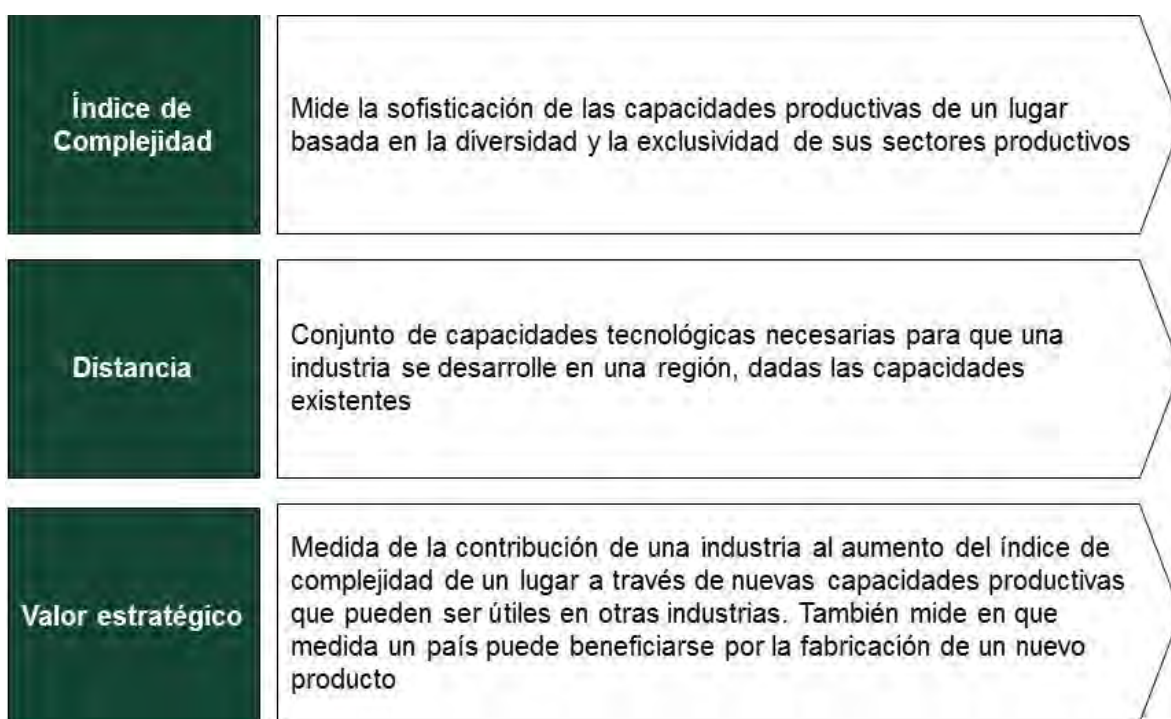 Índice de
Complejidad
Mide la sofisticación de las capacidades productivas de un lugar
basada en la diversidad y la exclusividad de sus sectores productivos
Distancia
Conjunto de capacidades tecnológicas necesarias para que una
industria se desarrolle en una región, dadas las capacidades
existentes
Valor estratégico
Medida de la contribución de una industria al aumento del índice de
complejidad de un lugar a través de nuevas capacidades productivas
que pueden ser útiles en otras industrias. También mide en que
medida un país puede beneficiarse por la fabricación de un nuevo
producto